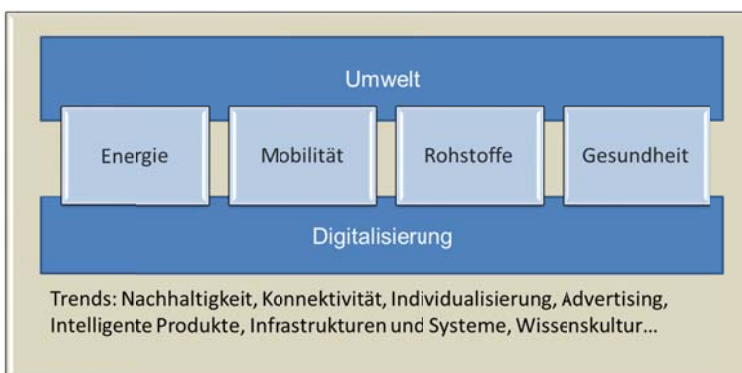 Umwelt
Energie Mobilität Rohstoffe Gesundheit
Digitalisierung
Trends: Nachhaltigkeit, Konnektivität, Individualisierung, Advertising,
Intelligente Produkte, Infrastrukturen und Systeme, Wissenskultur...